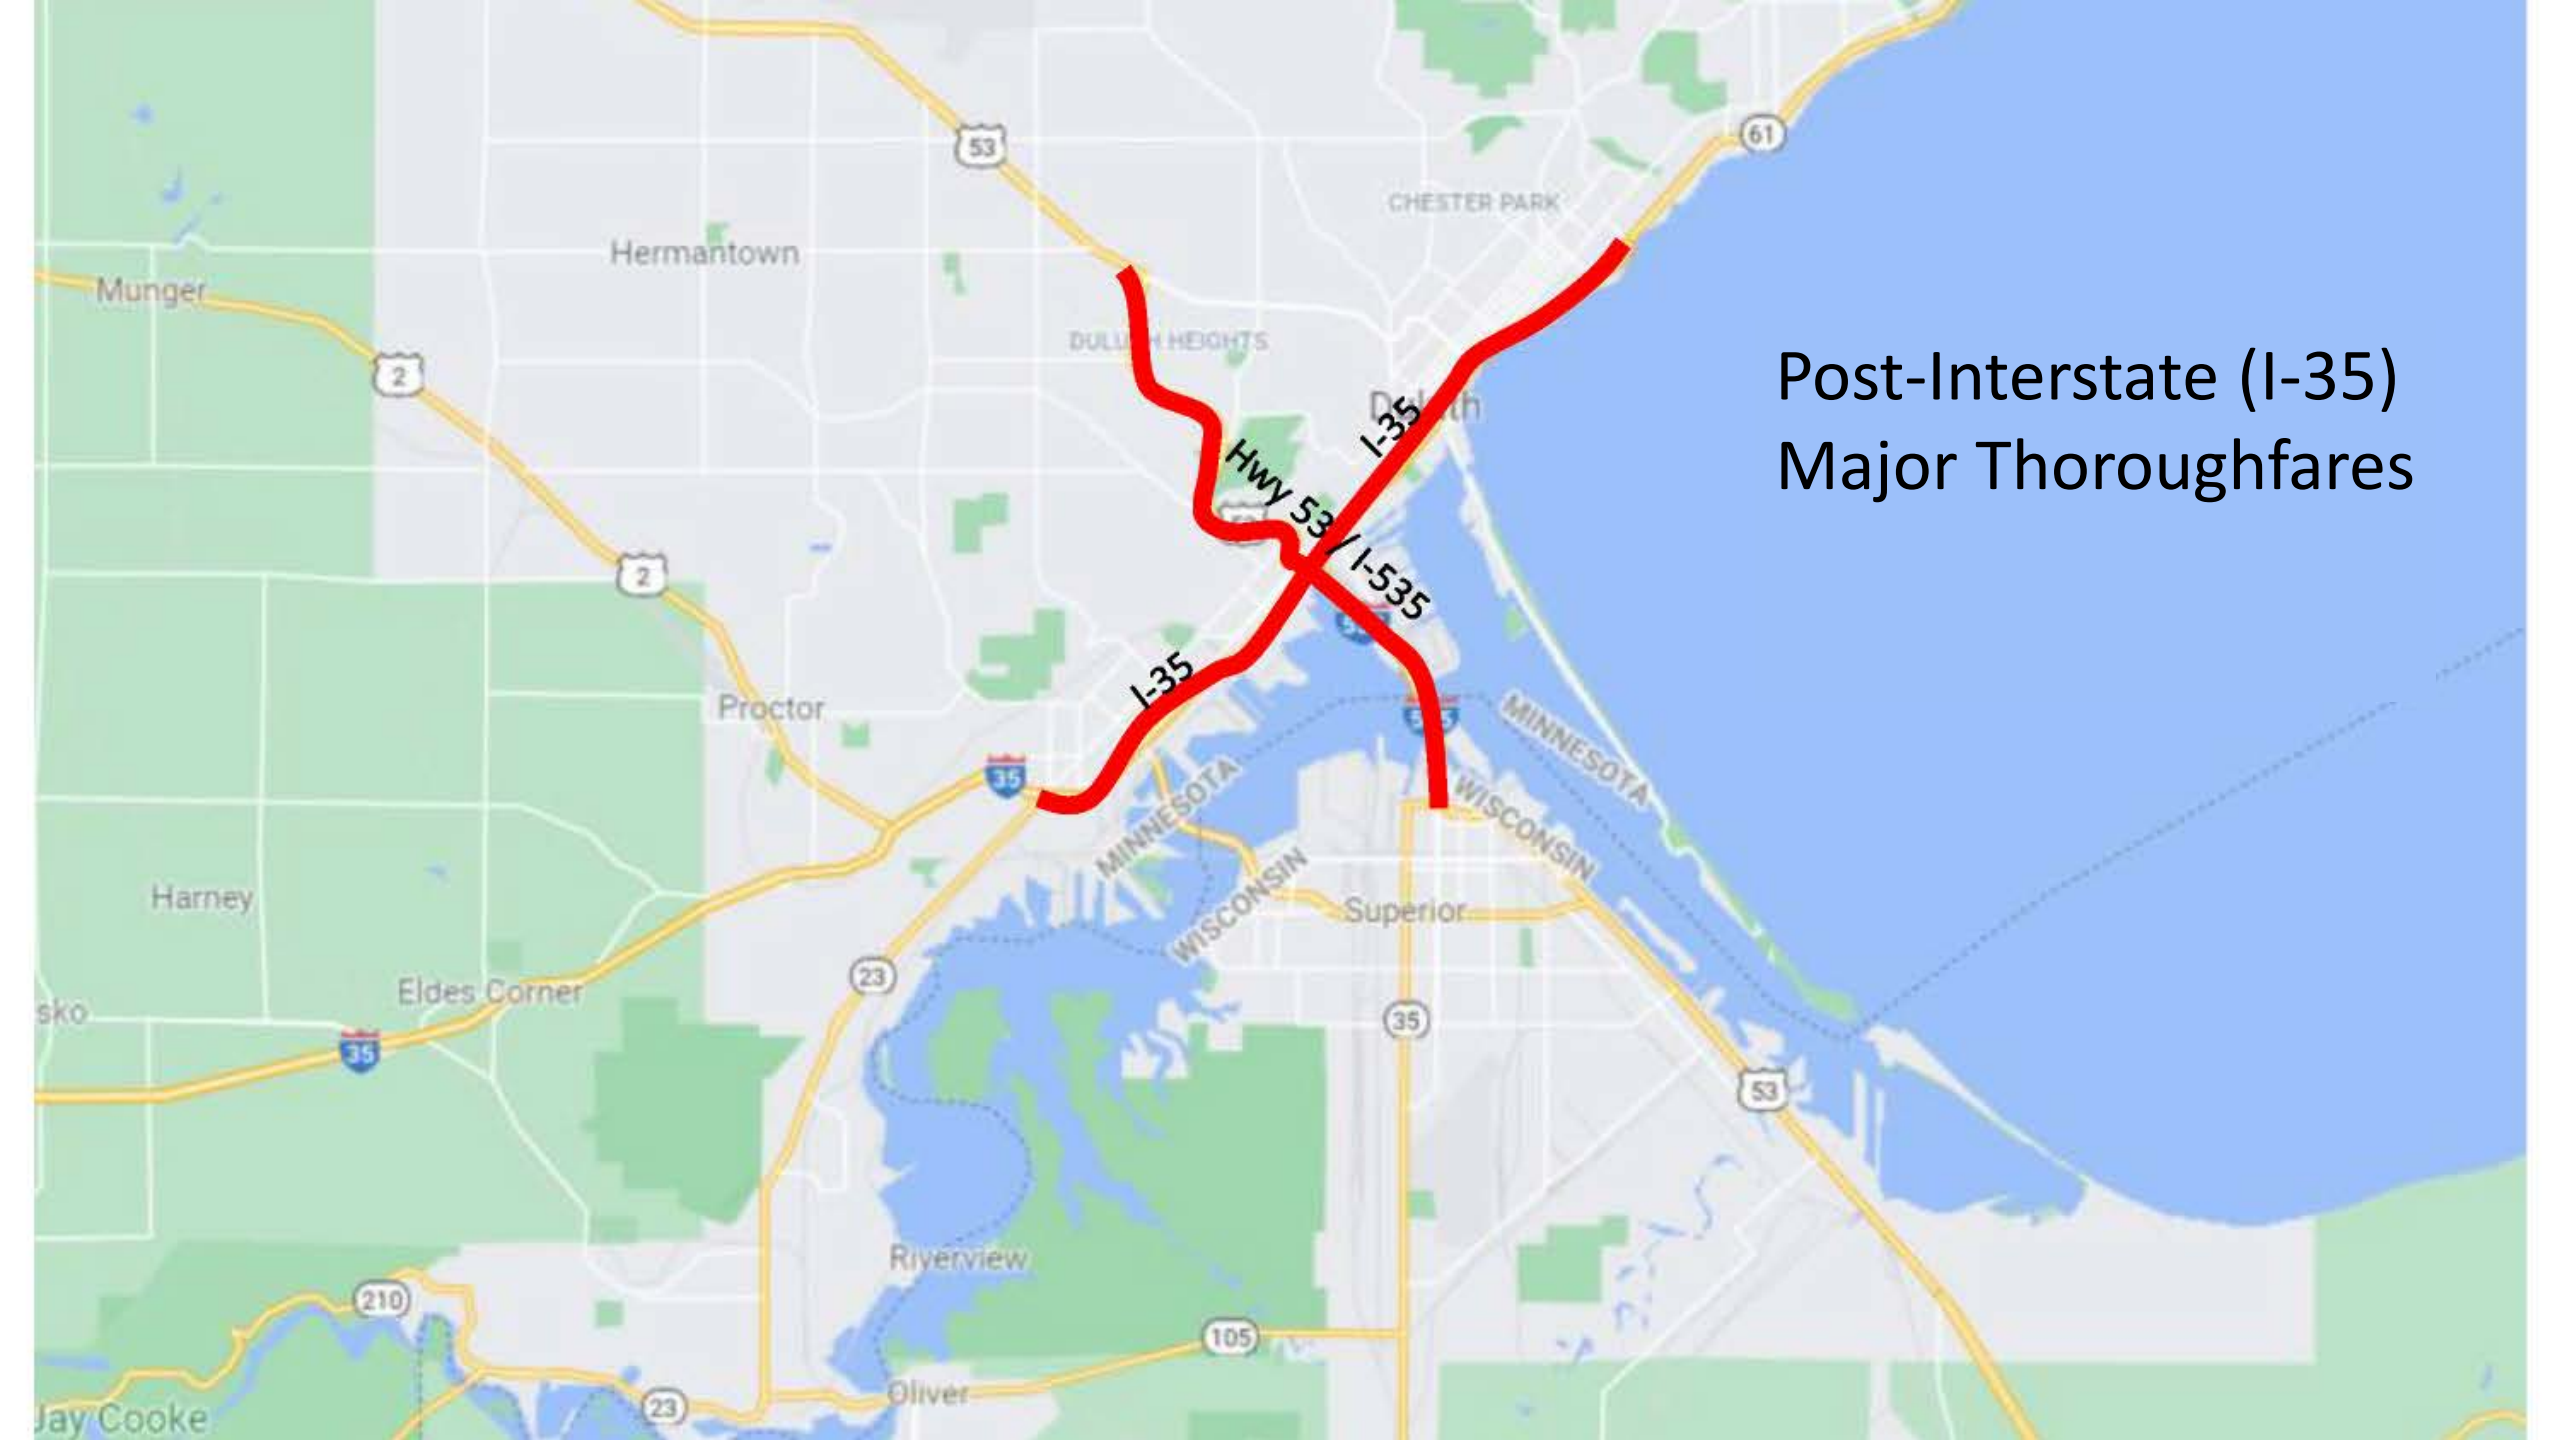 61
53
CHESTER PARK
Hermantown
Munger
DULUTH HEIGHTS
2
Post-Interstate (I-35)
Major Thoroughfares
Duluth
I-35
Hwy 53 / I-535
2
I-35
Proctor
MINNESOTA
35
MINNESOTA
WISCONSIN
WISCONSIN
Harney
Superior
23
Eldes Corner
sko
35
35
53
Riverview
210
105
Oliver
23
Jay Cooke